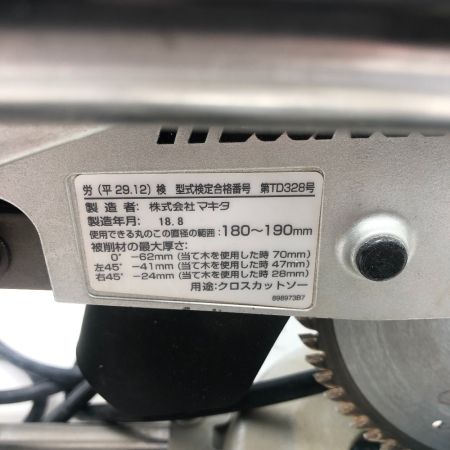 労(平29.12)検 型式検定合格番号 第TD328号
製造者: 株式会社マキタ
製造年月: 18.8
使用できる丸のこの直径の範囲: 180〜190mm
被削材の最大厚さ:
0° −62mm(当て木を使用した時 70mm)
左45° −41mm(当て木を使用した時 47mm)
右45° −24mm(当て木を使用した時 28mm)
用途: クロスカットソー
898973B7